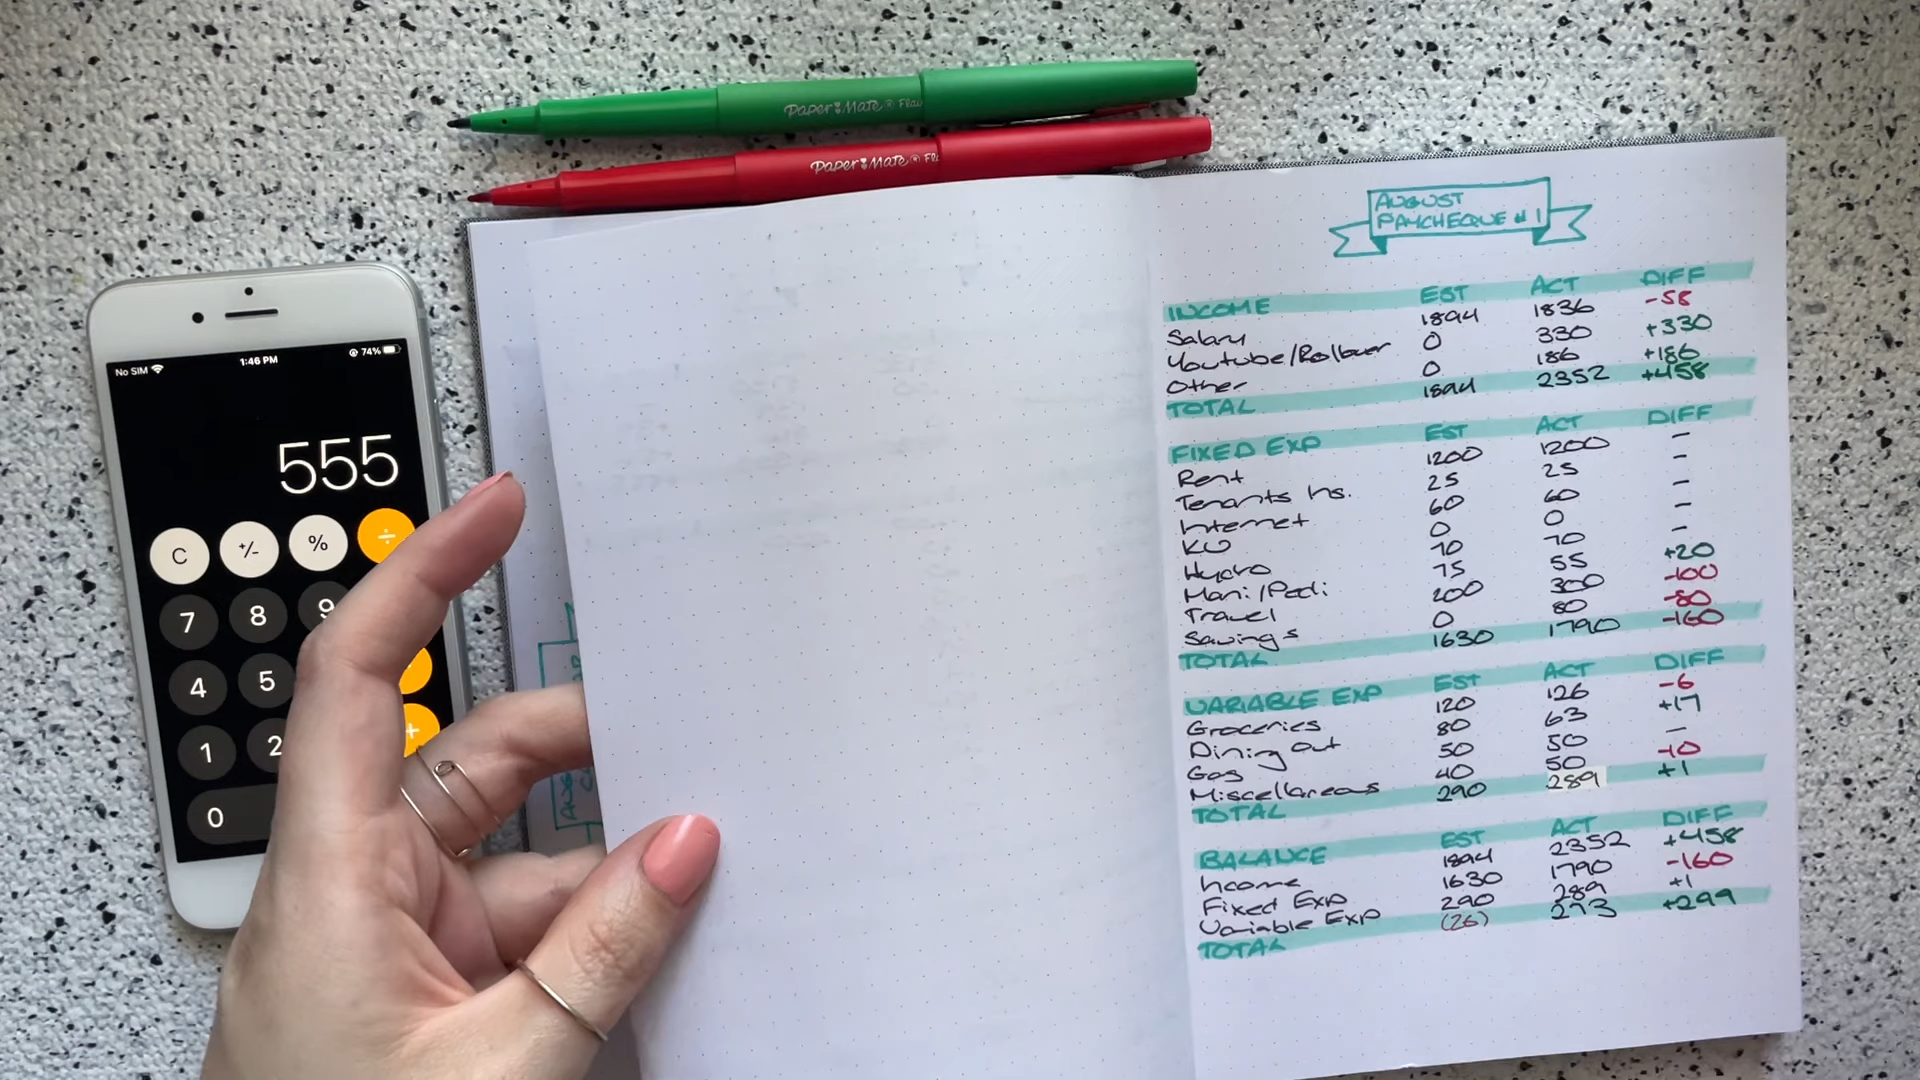 PAPER MATE® FLAI
PAPER MATE® FL
No SIM 1:46 PM 74%
555
C +/- % ÷
7 8 9
4 5
1 2 +
0
AUGUST
PAYCHEQUE #1
INCOME EST ACT DIFF
Salary 1894 1836 -58
Youtube/Rollover 0 330 +330
Other 0 186 +186
TOTAL 1894 2352 +458
FIXED EXP EST ACT DIFF
Rent 1200 1200 -
Tenants Ins. 25 25 -
Internet 60 60 -
KU 0 0 -
Hydro 70 70 -
Mani/Pedi 75 55 +20
Travel 200 300 -100
Savings 0 80 -80
TOTAL 1630 1790 -160
VARIABLE EXP EST ACT DIFF
Groceries 120 126 -6
Dining out 80 63 +17
Gas 50 50 -
Miscellaneous 40 50 -10
TOTAL 290 289 +1
BALANCE EST ACT DIFF
Income 1894 2352 +458
Fixed Exp 1630 1790 -160
Variable Exp 290 289 +1
TOTAL (26) 273 +299